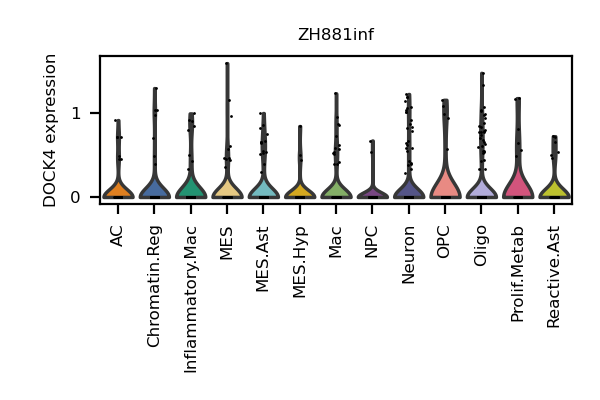 ZH881inf
DOCK4 expression
1
0
AC
Chromatin.Reg
Inflammatory.Mac
MES
MES.Ast
MES.Hyp
Mac
NPC
Neuron
OPC
Oligo
Prolif.Metab
Reactive.Ast